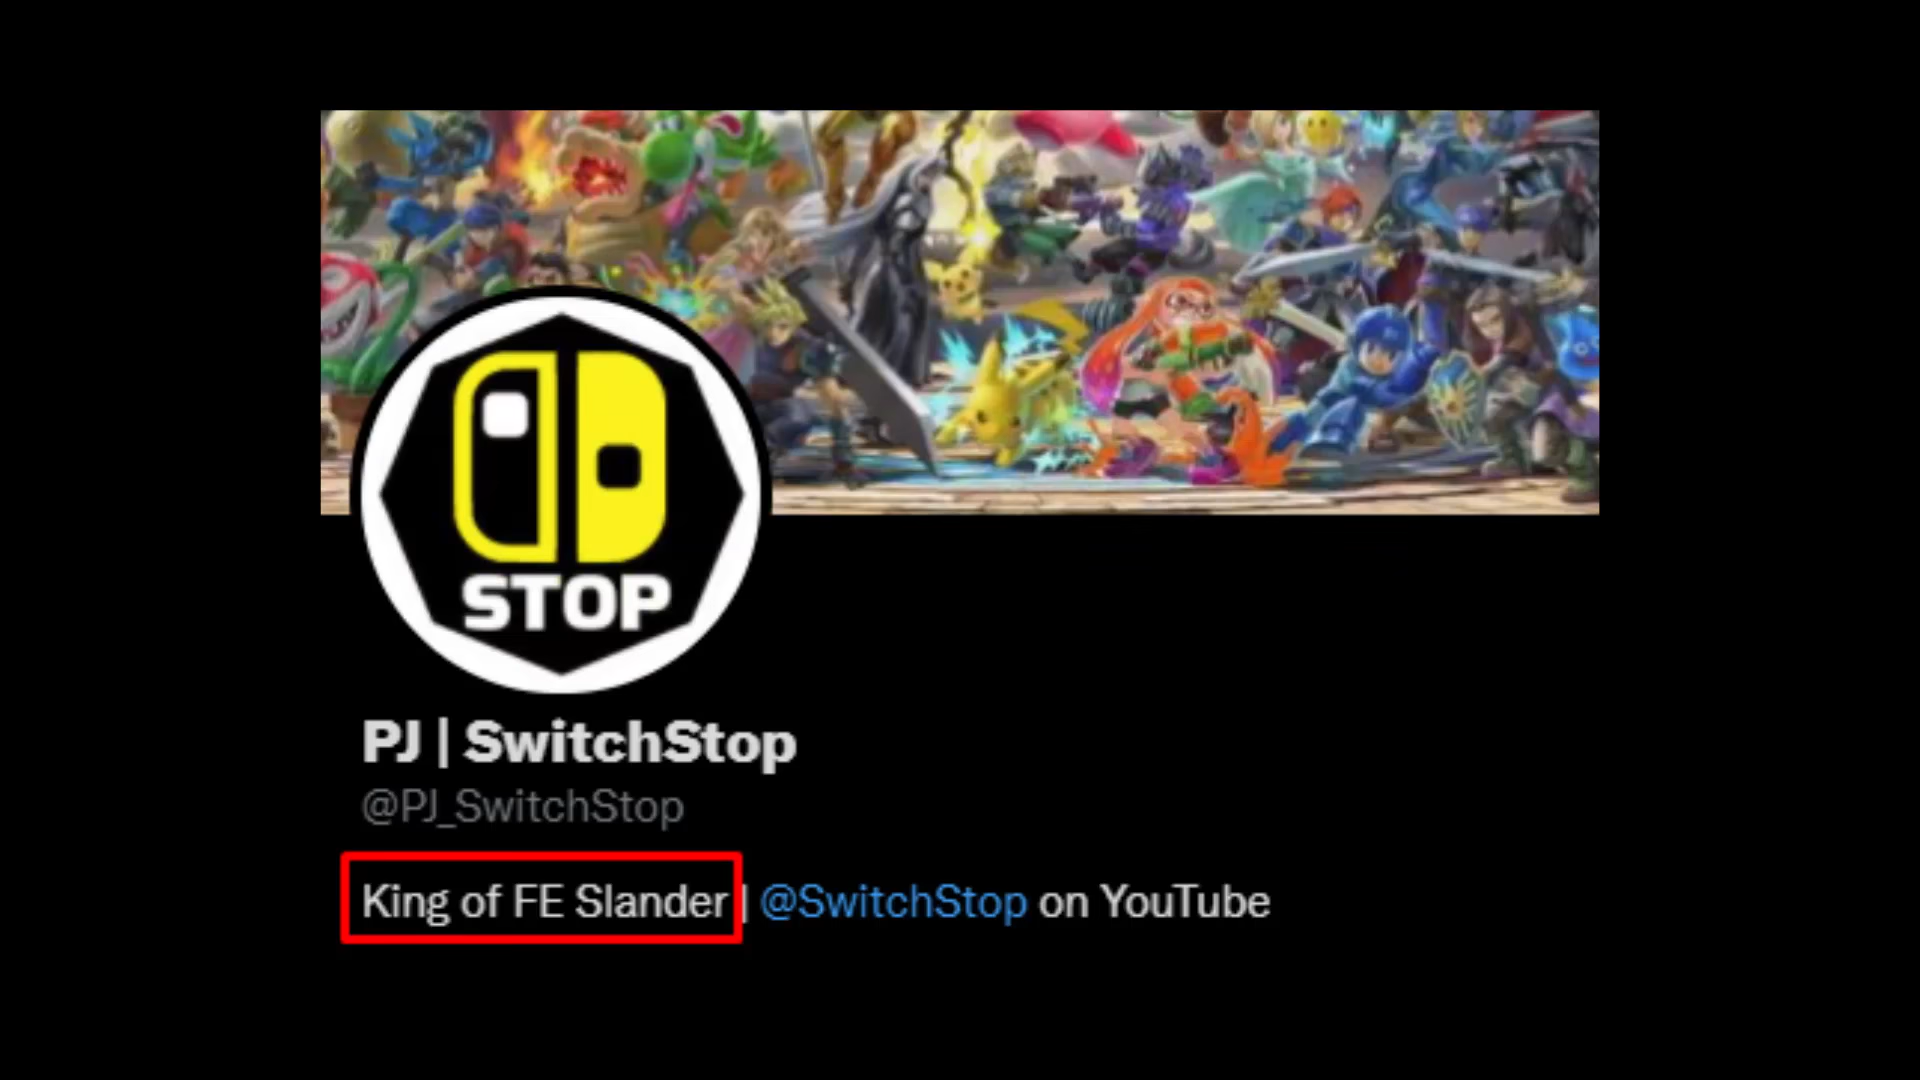 STOP
PJ | SwitchStop
@PJ_SwitchStop
King of FE Slander | @SwitchStop on YouTube